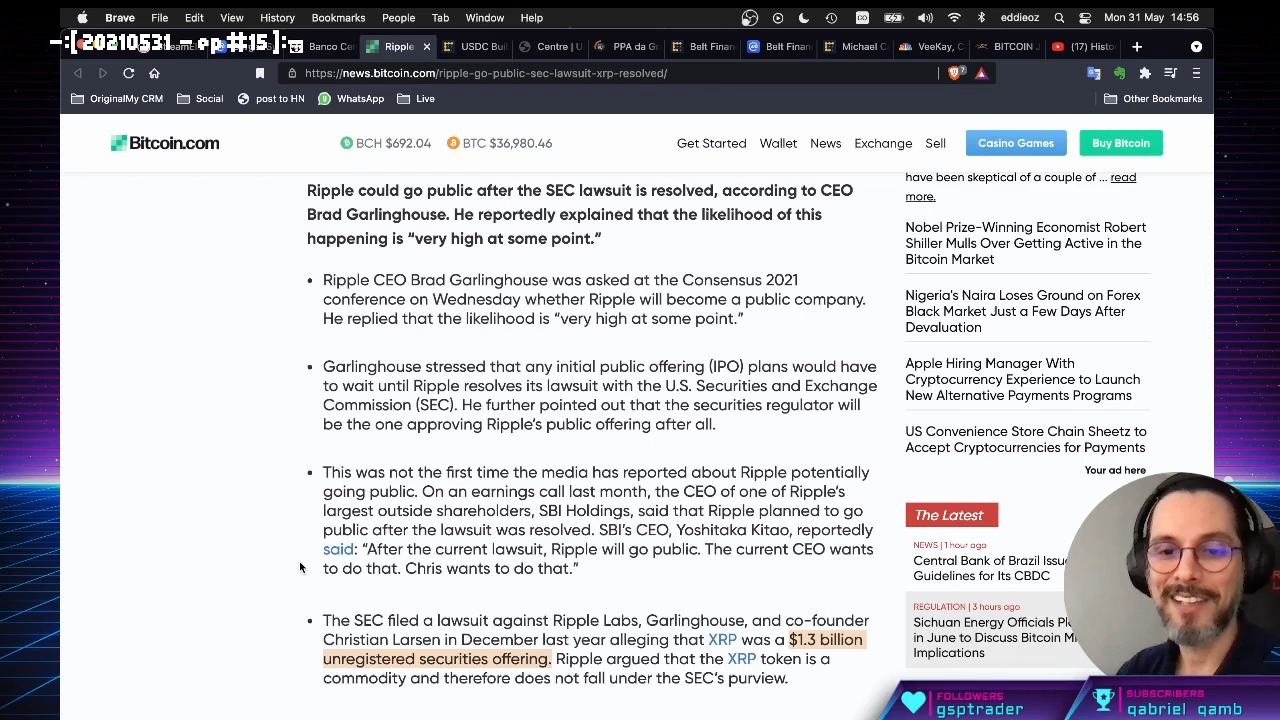 Brave File Edit View History Bookmarks People Tab Window Help eddieoz Mon 31 May 14:56
-:[ 20210531 - ep#15 ]:-
Banco Cen Ripple USDC Buil Centre | U PPA da Gr Belt Finan Belt Finan Michael C VeeKay, C BITCOIN J (17) Histo
https://news.bitcoin.com/ripple-go-public-sec-lawsuit-xrp-resolved/
OriginalMy CRM Social post to HN WhatsApp Live Other Bookmarks
Bitcoin.com BCH $692.04 BTC $36,980.46 Get Started Wallet News Exchange Sell Casino Games Buy Bitcoin
Ripple could go public after the SEC lawsuit is resolved, according to CEO
Brad Garlinghouse. He reportedly explained that the likelihood of this
happening is “very high at some point.”
Ripple CEO Brad Garlinghouse was asked at the Consensus 2021
conference on Wednesday whether Ripple will become a public company.
He replied that the likelihood is “very high at some point.”
Garlinghouse stressed that any initial public offering (IPO) plans would have
to wait until Ripple resolves its lawsuit with the U.S. Securities and Exchange
Commission (SEC). He further pointed out that the securities regulator will
be the one approving Ripple’s public offering after all.
This was not the first time the media has reported about Ripple potentially
going public. On an earnings call last month, the CEO of one of Ripple’s
largest outside shareholders, SBI Holdings, said that Ripple planned to go
public after the lawsuit was resolved. SBI’s CEO, Yoshitaka Kitao, reportedly
said: “After the current lawsuit, Ripple will go public. The current CEO wants
to do that. Chris wants to do that.”
The SEC filed a lawsuit against Ripple Labs, Garlinghouse, and co-founder
Christian Larsen in December last year alleging that XRP was a $1.3 billion
unregistered securities offering. Ripple argued that the XRP token is a
commodity and therefore does not fall under the SEC’s purview.
have been skeptical of a couple of ... read
more.
Nobel Prize-Winning Economist Robert
Shiller Mulls Over Getting Active in the
Bitcoin Market
Nigeria's Naira Loses Ground on Forex
Black Market Just a Few Days After
Devaluation
Apple Hiring Manager With
Cryptocurrency Experience to Launch
New Alternative Payments Programs
US Convenience Store Chain Sheetz to
Accept Cryptocurrencies for Payments
Your ad here
The Latest
NEWS | 1 hour ago
Central Bank of Brazil Issu
Guidelines for Its CBDC
REGULATION | 3 hours ago
Sichuan Energy Officials Pl
in June to Discuss Bitcoin Mi
Implications
FOLLOWERS
gsptrader
SUBSCRIBERS
gabriel_gamb